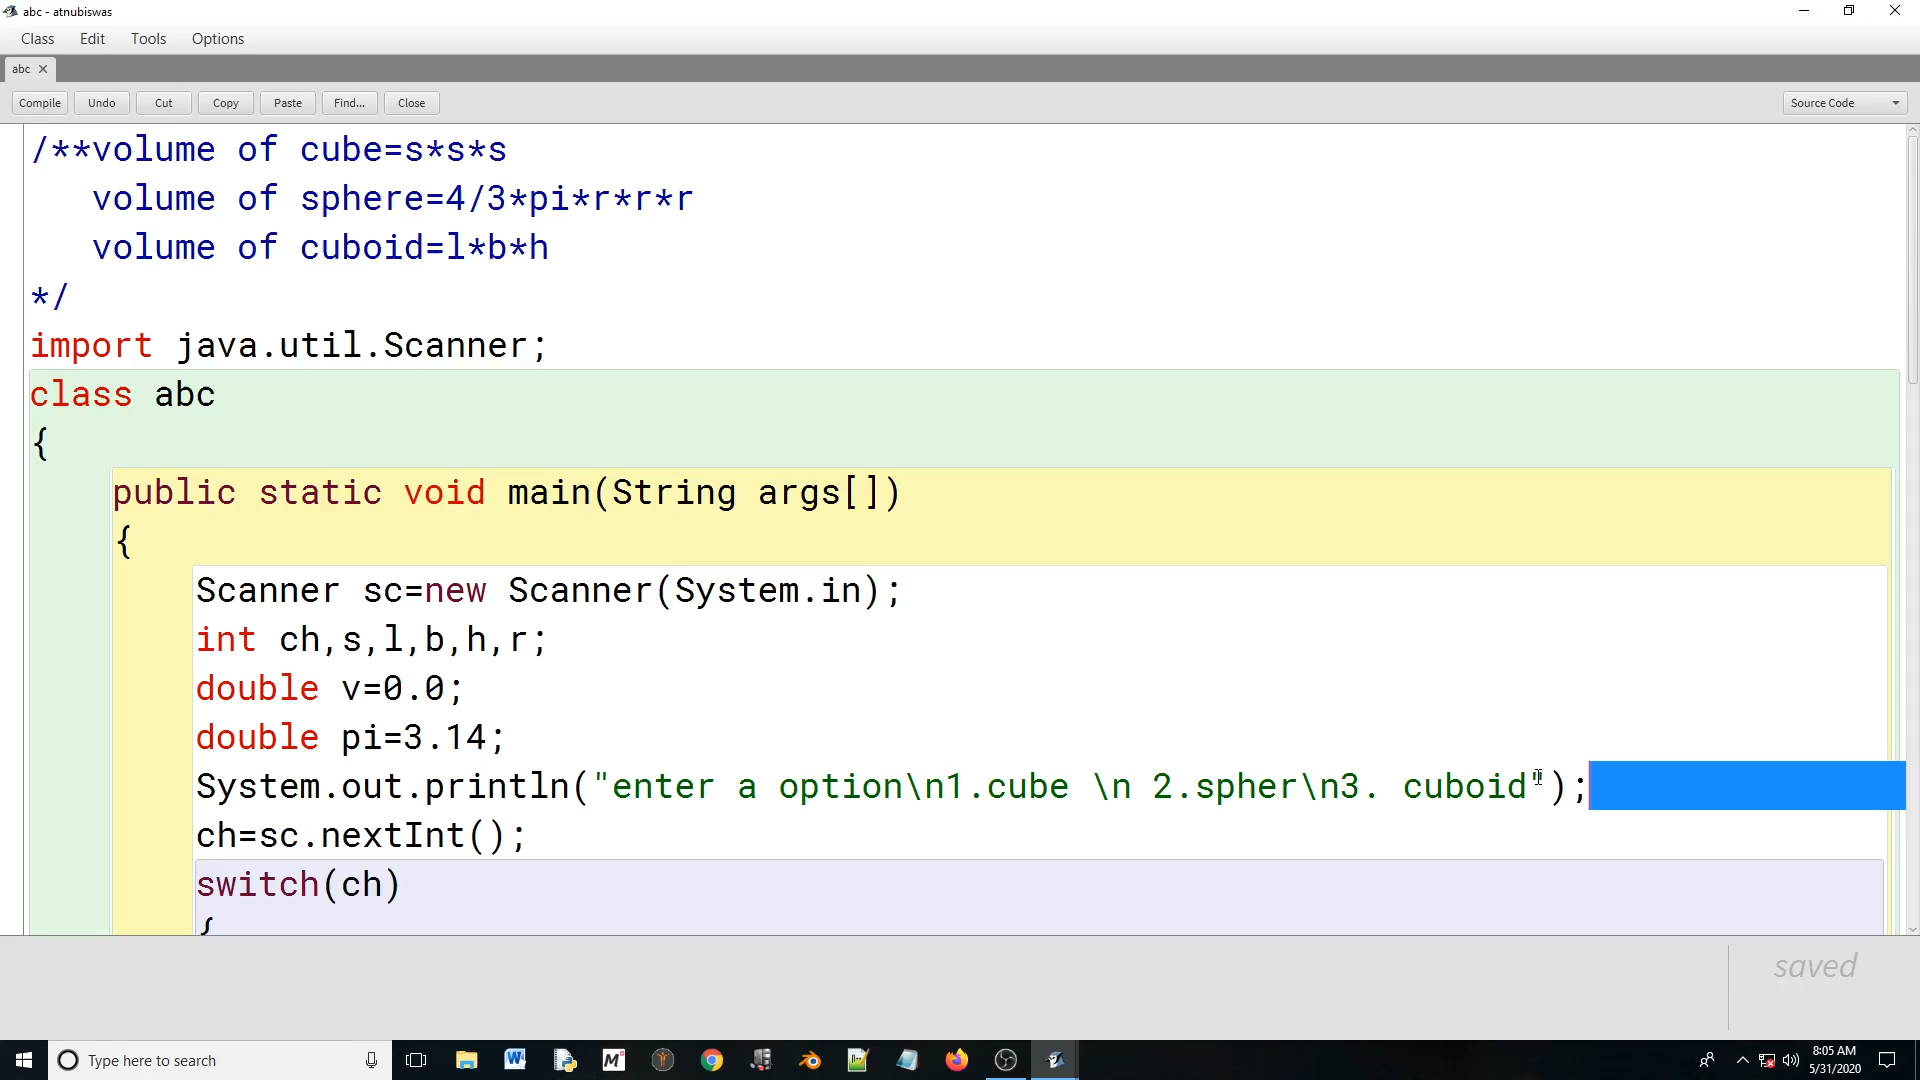 abc - atnubiswas
Class Edit Tools Options
abc
Compile Undo Cut Copy Paste Find... Close Source Code
/**volume of cube=s*s*s
volume of sphere=4/3*pi*r*r*r
volume of cuboid=l*b*h
*/
import java.util.Scanner;
class abc
{
public static void main(String args[])
{
Scanner sc=new Scanner(System.in);
int ch,s,l,b,h,r;
double v=0.0;
double pi=3.14;
System.out.println("enter a option\n1.cube \n 2.spher\n3. cuboid");
ch=sc.nextInt();
switch(ch)
{
saved
Type here to search
8:05 AM
5/31/2020